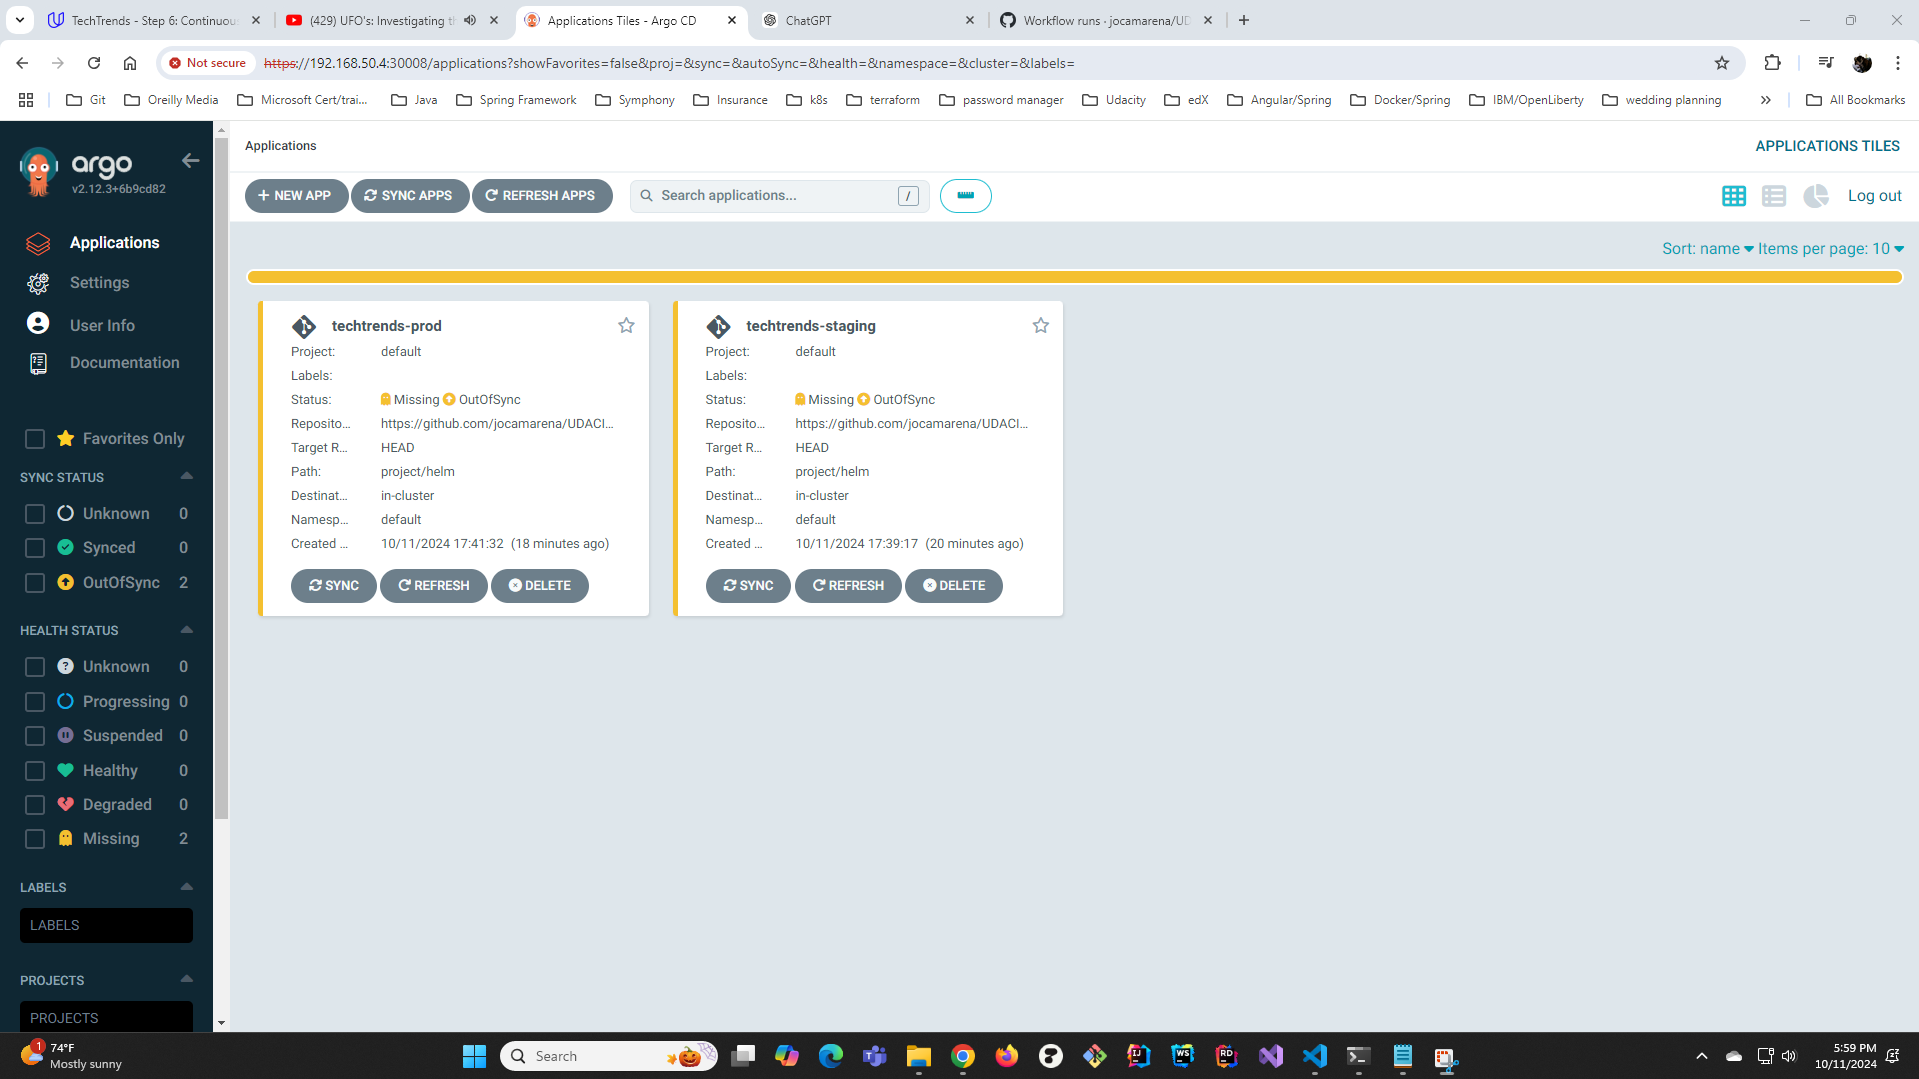 TechTrends - Step 6: Continuous
(429) UFO's: Investigating th
Applications Tiles - Argo CD
ChatGPT
Workflow runs · jocamarena/UD
Not secure
https://192.168.50.4:30008/applications?showFavorites=false&proj=&sync=&autoSync=&health=&namespace=&cluster=&labels=
Git
Oreilly Media
Microsoft Cert/trai...
Java
Spring Framework
Symphony
Insurance
k8s
terraform
password manager
Udacity
edX
Angular/Spring
Docker/Spring
IBM/OpenLiberty
wedding planning
All Bookmarks
argo
v2.12.3+6b9cd82
Applications
Settings
User Info
Documentation
Favorites Only
SYNC STATUS
Unknown 0
Synced 0
OutOfSync 2
HEALTH STATUS
Unknown 0
Progressing 0
Suspended 0
Healthy 0
Degraded 0
Missing 2
LABELS
LABELS
PROJECTS
PROJECTS
Applications
APPLICATIONS TILES
+ NEW APP
SYNC APPS
REFRESH APPS
Search applications...
/
Log out
Sort: name
Items per page: 10
techtrends-prod
Project: default
Labels:
Status: Missing OutOfSync
Reposito... https://github.com/jocamarena/UDACI...
Target R... HEAD
Path: project/helm
Destinat... in-cluster
Namesp... default
Created ... 10/11/2024 17:41:32 (18 minutes ago)
SYNC
REFRESH
DELETE
techtrends-staging
Project: default
Labels:
Status: Missing OutOfSync
Reposito... https://github.com/jocamarena/UDACI...
Target R... HEAD
Path: project/helm
Destinat... in-cluster
Namesp... default
Created ... 10/11/2024 17:39:17 (20 minutes ago)
SYNC
REFRESH
DELETE
1
74°F
Mostly sunny
Search
IJ
WS
RD
5:59 PM
10/11/2024